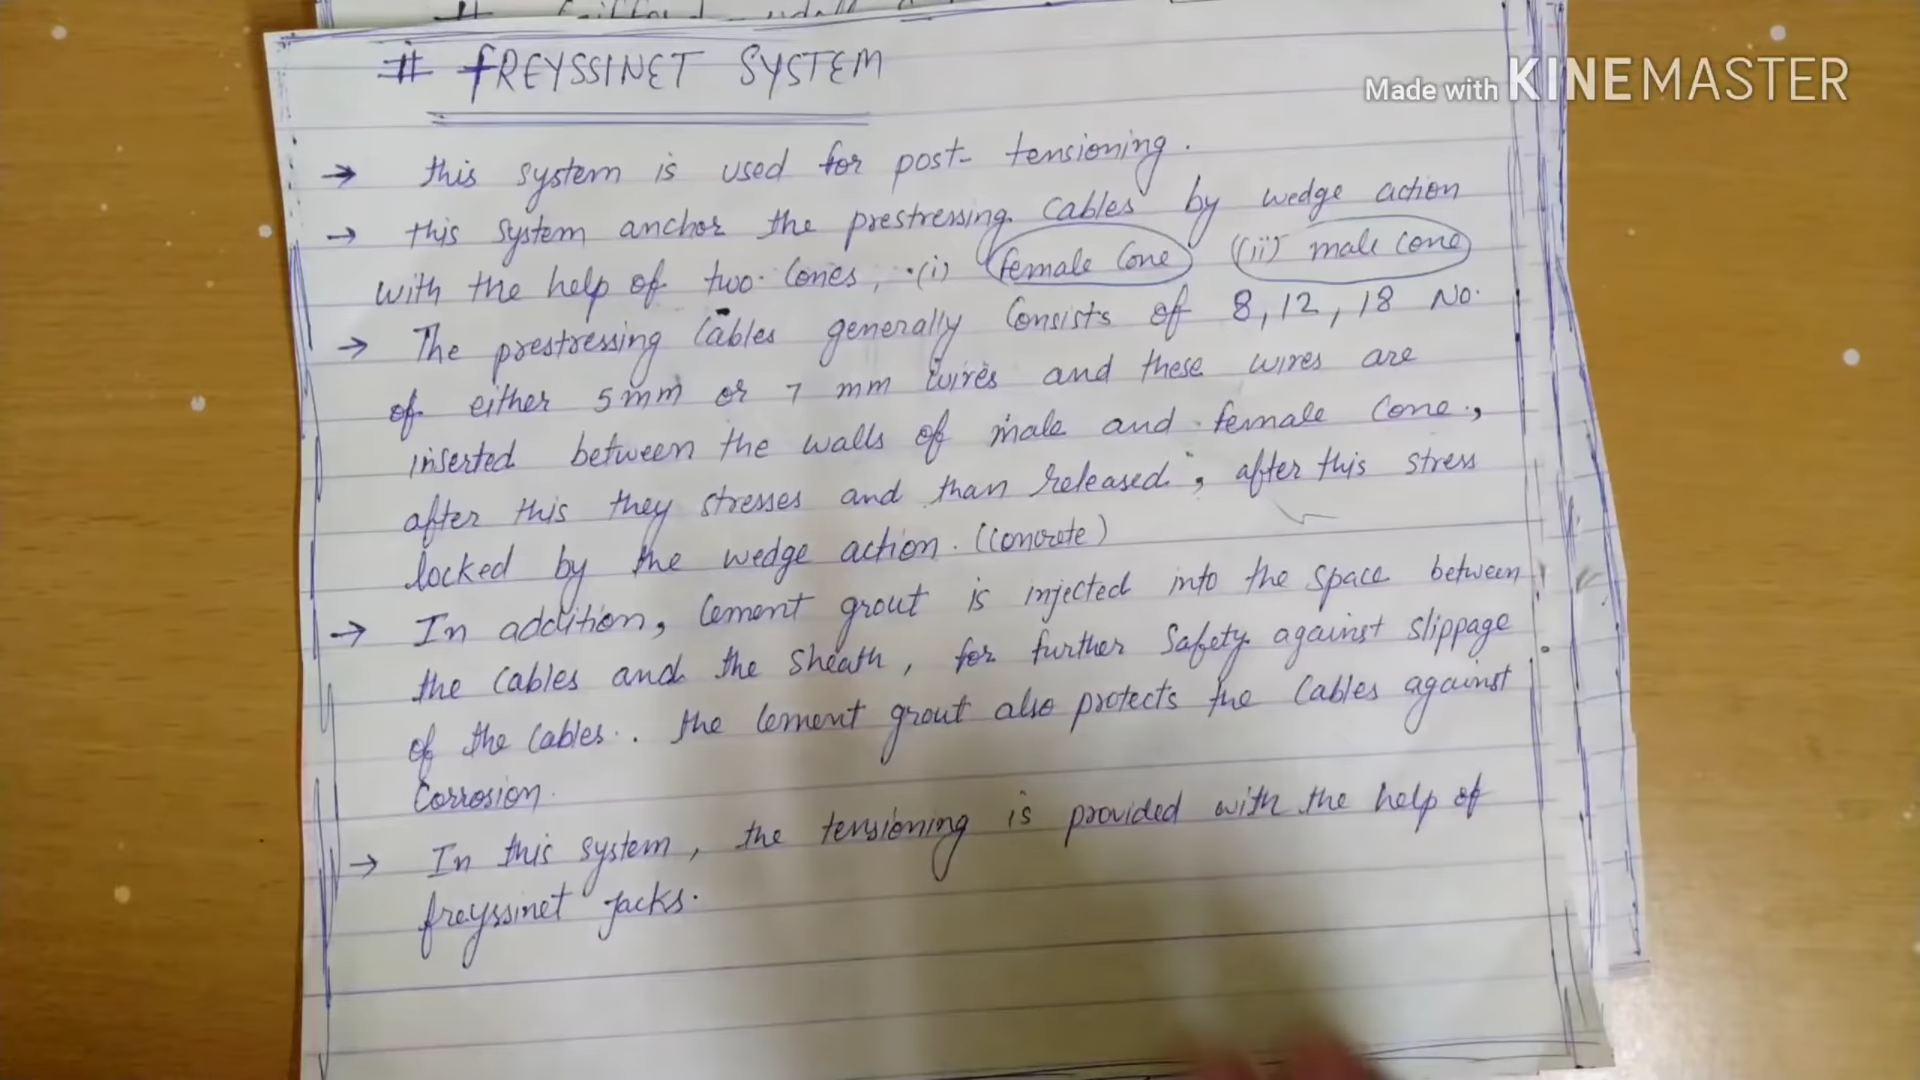 # FREYSSINET SYSTEM
Made with KINEMASTER
→ this system is used for post- tensioning.
→ this system anchor the prestressing cables by wedge action
with the help of two cones, (i) female cone (ii) male cone
→ The prestressing cables generally consists of 8, 12, 18 No.
of either 5mm or 7 mm wires and these wires are
inserted between the walls of male and female cone,
after this they stresses and than released, after this stress
locked by the wedge action. (concrete)
→ In addition, cement grout is injected into the space between
the cables and the sheath, for further safety against slippage
of the cables. the cement grout also protects the cables against
corrosion.
→ In this system, the tensioning is provided with the help of
freyssinet jacks.